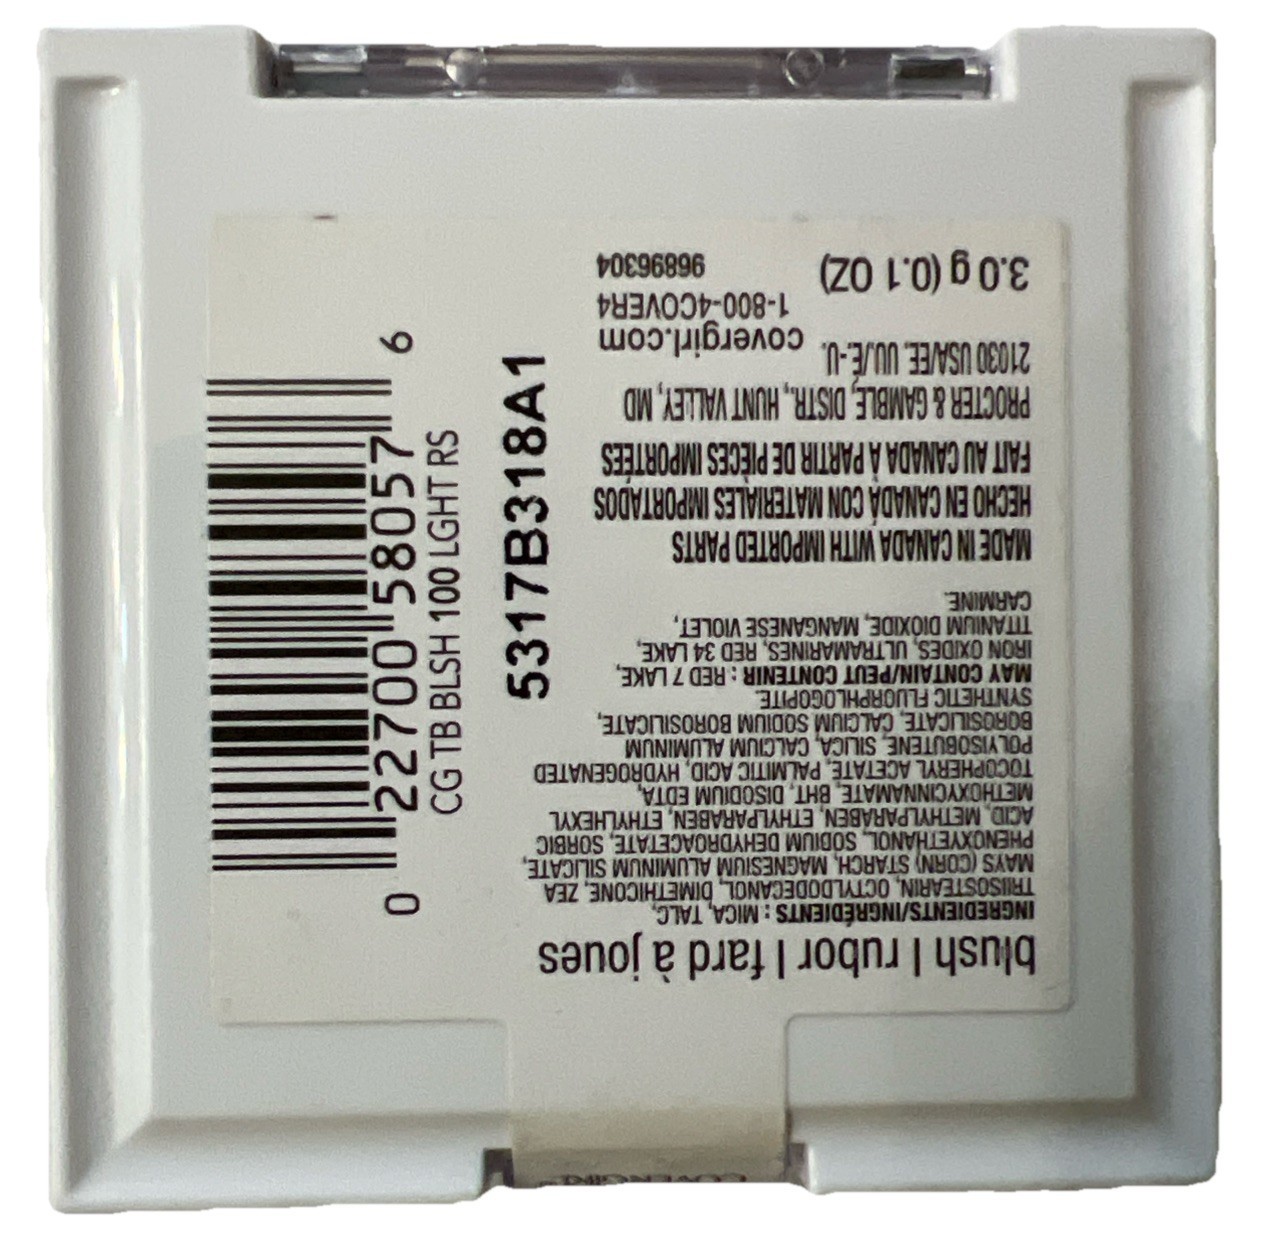 blush | rubor | fard à joues
INGREDIENTS/INGRÉDIENTS : MICA, TALC,
TRIISOSTEARIN, OCTYLDODECANOL, DIMETHICONE, ZEA
MAYS (CORN) STARCH, MAGNESIUM ALUMINUM SILICATE,
PHENOXYETHANOL, SODIUM DEHYDROACETATE, SORBIC
ACID, METHYLPARABEN, ETHYLPARABEN, ETHYLHEXYL
METHOXYCINNAMATE, BHT, DISODIUM EDTA,
TOCOPHERYL ACETATE, PALMITIC ACID, HYDROGENATED
POLYISOBUTENE, SILICA, CALCIUM ALUMINUM
BOROSILICATE, CALCIUM SODIUM BOROSILICATE,
SYNTHETIC FLUORPHLOGOPITE.
MAY CONTAIN/PEUT CONTENIR : RED 7 LAKE,
IRON OXIDES, ULTRAMARINES, RED 34 LAKE,
TITANIUM DIOXIDE, MANGANESE VIOLET,
CARMINE.
MADE IN CANADA WITH IMPORTED PARTS
HECHO EN CANADÁ CON MATERIALES IMPORTADOS
FAIT AU CANADA À PARTIR DE PIÈCES IMPORTÉES
PROCTER & GAMBLE, DISTR., HUNT VALLEY, MD
21030 USA/EE. UU./É.-U.
covergirl.com
1-800-4COVER4
3.0 g (0.1 OZ)
96896304
5317B318A1
CG TB BLSH 100 LGHT RS
0 22700 58057 6
COVERGIRL